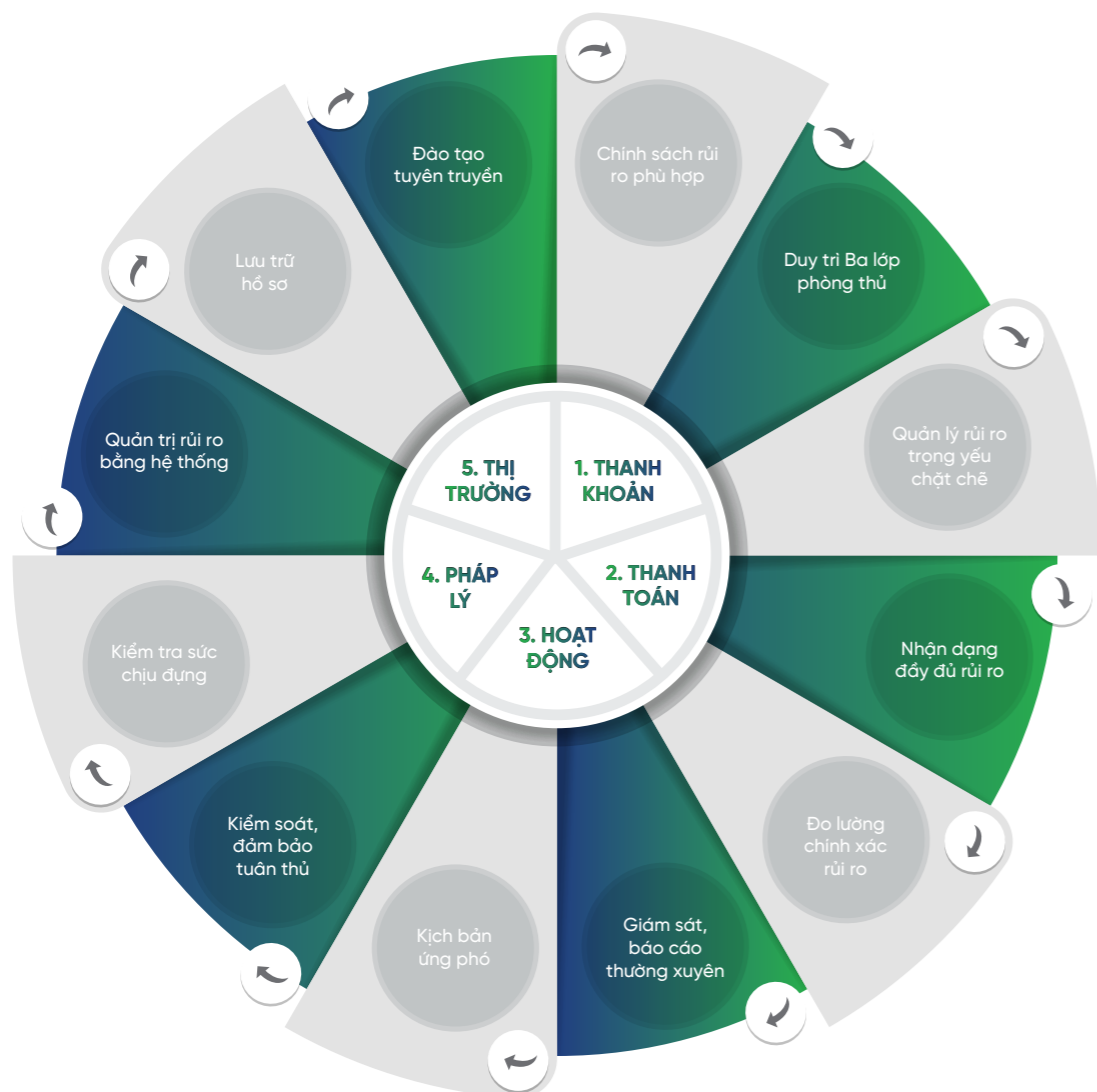 Đào tạo
tuyên truyền
Chính sách rủi
ro phù hợp
Duy trì Ba lớp
phòng thủ
Quản lý rủi ro
trọng yếu
chặt chẽ
Nhận dạng
đầy đủ rủi ro
Đo lường
chính xác
rủi ro
Giám sát,
báo cáo
thường xuyên
Kịch bản
ứng phó
Kiểm soát,
đảm bảo
tuân thủ
Kiểm tra sức
chịu đựng
Quản trị rủi ro
bằng hệ thống
Lưu trữ
hồ sơ
1. THANH
KHOẢN
2. THANH
TOÁN
3. HOẠT
ĐỘNG
4. PHÁP
LÝ
5. THỊ
TRƯỜNG